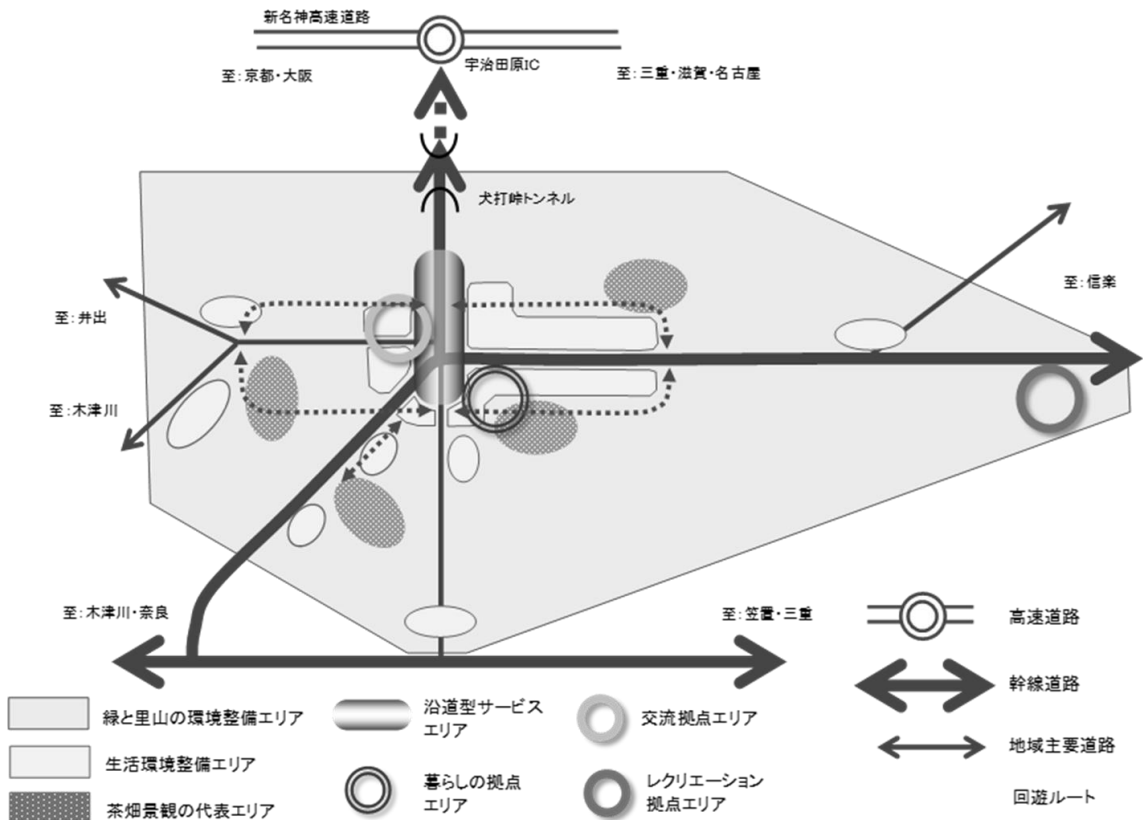 新名神高速道路
宇治田原IC
至:京都・大阪
至:三重・滋賀・名古屋
犬打峠トンネル
至:信楽
至:井出
至:木津川
至:木津川・奈良
至:笠置・三重
緑と里山の環境整備エリア
生活環境整備エリア
茶畑景観の代表エリア
沿道型サービス
エリア
暮らしの拠点
エリア
交流拠点エリア
レクリエーション
拠点エリア
高速道路
幹線道路
地域主要道路
回遊ルート